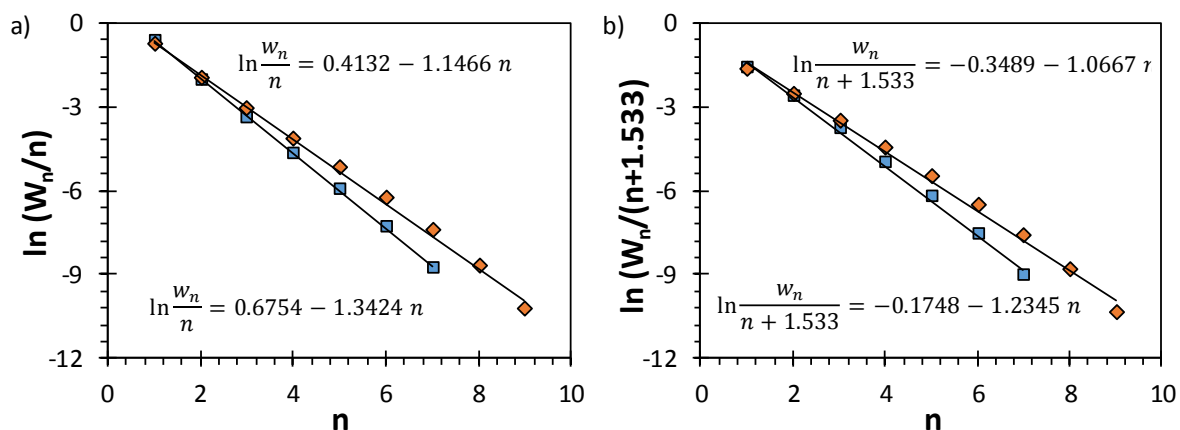 a)
ln (Wn/n)
0
-3
-6
-9
-12
0 2 4 6 8 10
n
ln wn/n = 0.4132 − 1.1466 n
ln wn/n = 0.6754 − 1.3424 n
b)
ln (Wn/(n+1.533)
0
-3
-6
-9
-12
0 2 4 6 8 10
n
ln wn/n + 1.533 = −0.3489 − 1.0667
ln wn/n + 1.533 = −0.1748 − 1.2345 n